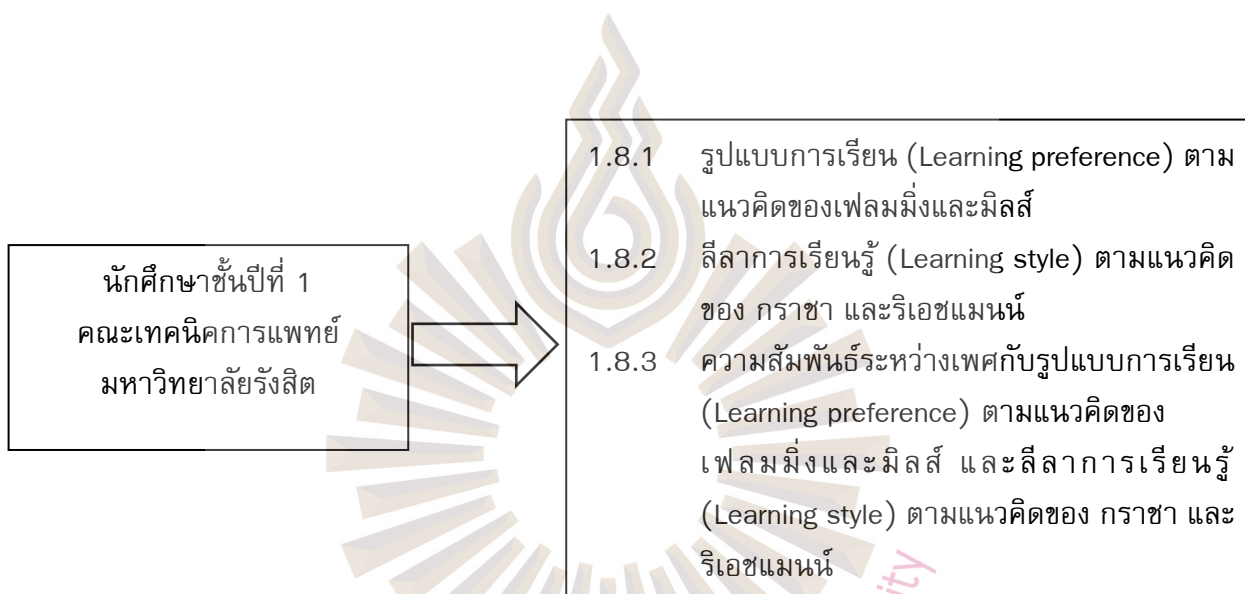 นักศึกษาชั้นปีที่ 1
คณะเทคนิคการแพทย์
มหาวิทยาลัยรังสิต
1.8.1 รูปแบบการเรียน (Learning preference) ตาม
แนวคิดของเฟลมมิ่งและมิลส์
1.8.2 ลีลาการเรียนรู้ (Learning style) ตามแนวคิด
ของ กราชา และริเอชแมนน์
1.8.3 ความสัมพันธ์ระหว่างเพศกับรูปแบบการเรียน
(Learning preference) ตามแนวคิดของ
เฟลมมิ่งและมิลส์ และลีลาการเรียนรู้
(Learning style) ตามแนวคิดของ กราชา และ
ริเอชแมนน์
ity